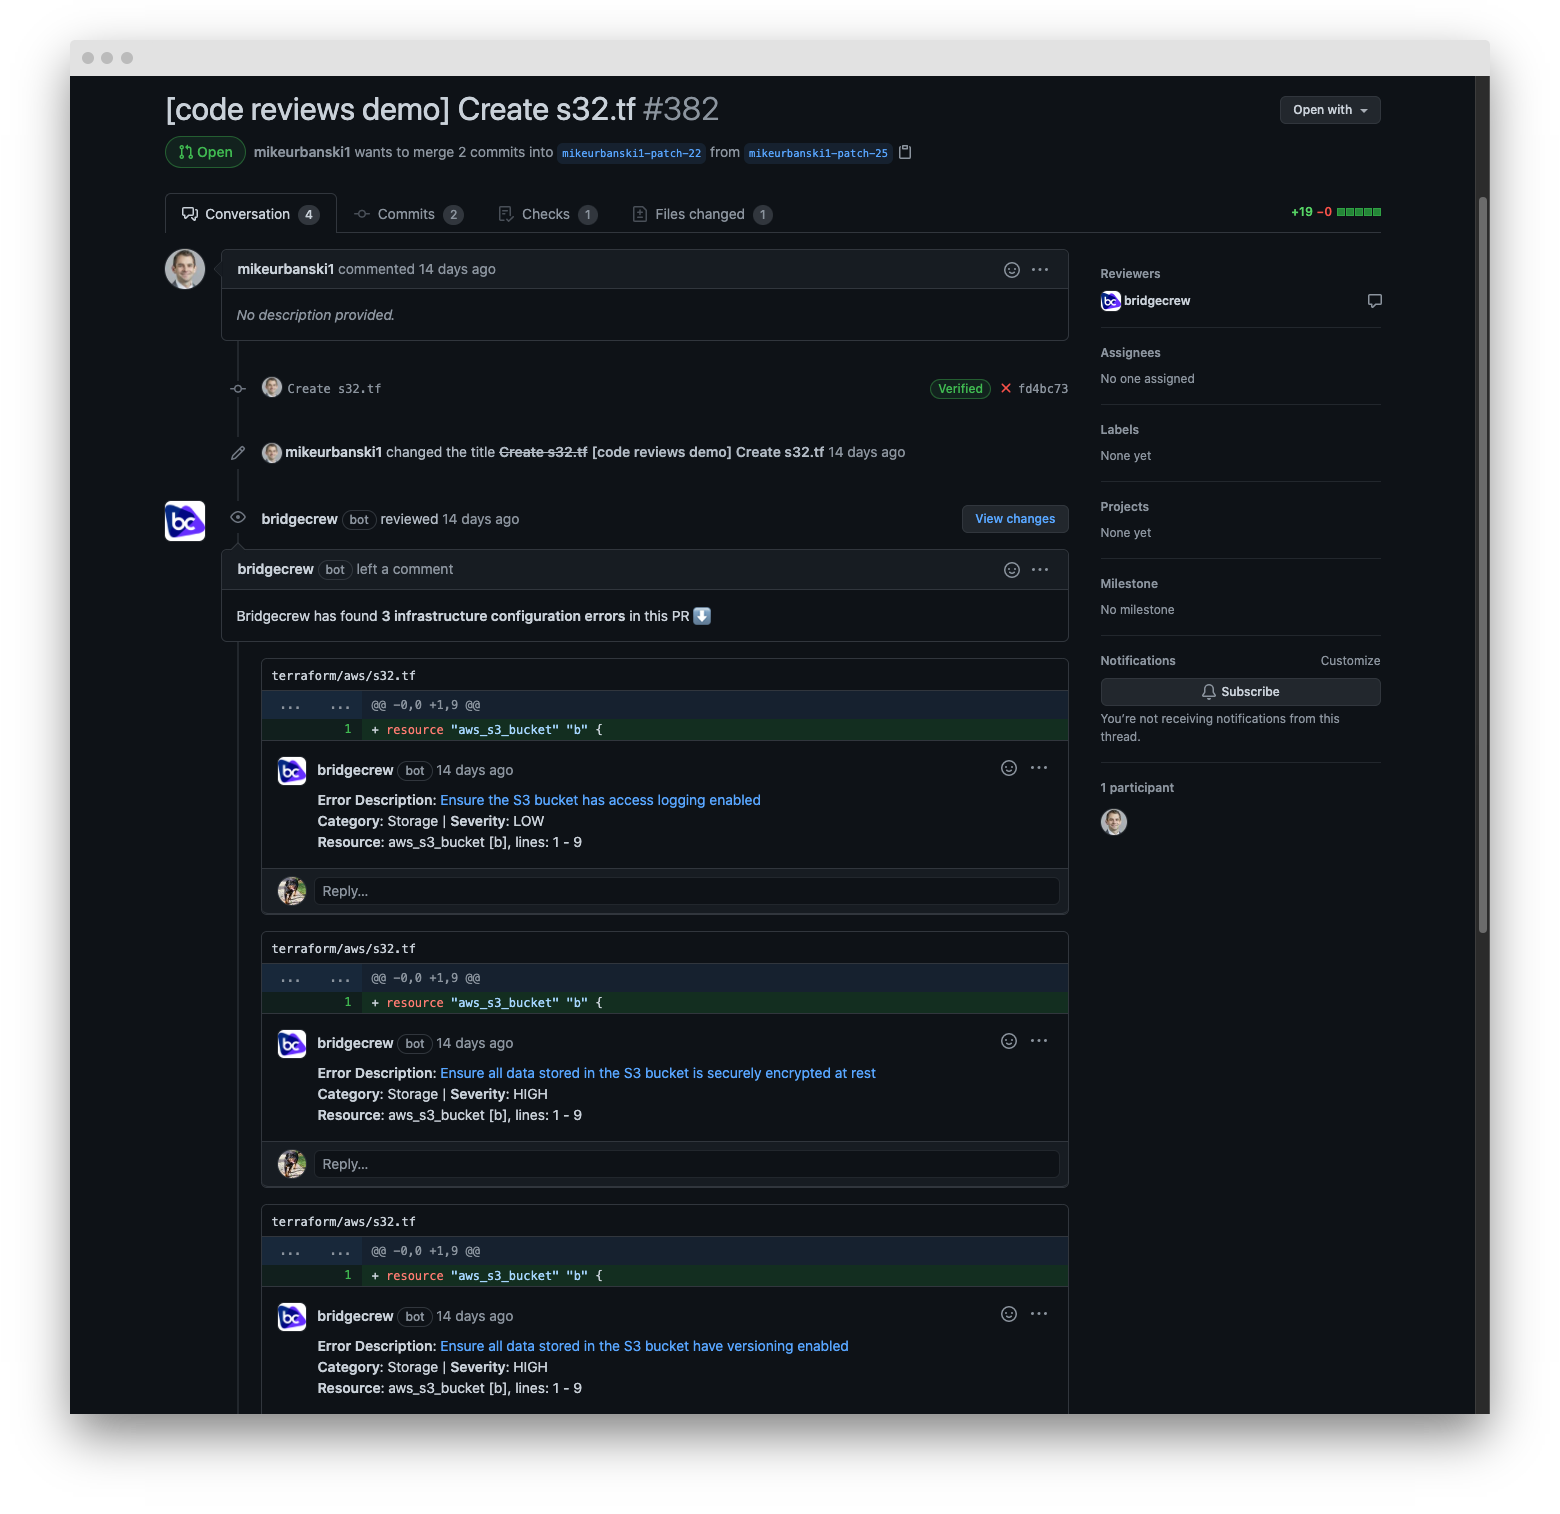 [code reviews demo] Create s32.tf #382
Open with
Open
mikeurbanski1 wants to merge 2 commits into mikeurbanski1-patch-22 from mikeurbanski1-patch-25
Conversation 4
Commits 2
Checks 1
Files changed 1
+19 −0
mikeurbanski1 commented 14 days ago
No description provided.
Create s32.tf
Verified
fd4bc73
mikeurbanski1 changed the title Create s32.tf [code reviews demo] Create s32.tf 14 days ago
bc
bridgecrew bot reviewed 14 days ago
View changes
bridgecrew bot left a comment
Bridgecrew has found 3 infrastructure configuration errors in this PR
terraform/aws/s32.tf
... ... @@ -0,0 +1,9 @@
1 + resource "aws_s3_bucket" "b" {
bc
bridgecrew bot 14 days ago
Error Description: Ensure the S3 bucket has access logging enabled
Category: Storage | Severity: LOW
Resource: aws_s3_bucket [b], lines: 1 - 9
Reply...
terraform/aws/s32.tf
... ... @@ -0,0 +1,9 @@
1 + resource "aws_s3_bucket" "b" {
bc
bridgecrew bot 14 days ago
Error Description: Ensure all data stored in the S3 bucket is securely encrypted at rest
Category: Storage | Severity: HIGH
Resource: aws_s3_bucket [b], lines: 1 - 9
Reply...
terraform/aws/s32.tf
... ... @@ -0,0 +1,9 @@
1 + resource "aws_s3_bucket" "b" {
bc
bridgecrew bot 14 days ago
Error Description: Ensure all data stored in the S3 bucket have versioning enabled
Category: Storage | Severity: HIGH
Resource: aws_s3_bucket [b], lines: 1 - 9
Reviewers
bc
bridgecrew
Assignees
No one assigned
Labels
None yet
Projects
None yet
Milestone
No milestone
Notifications
Customize
Subscribe
You're not receiving notifications from this
thread.
1 participant